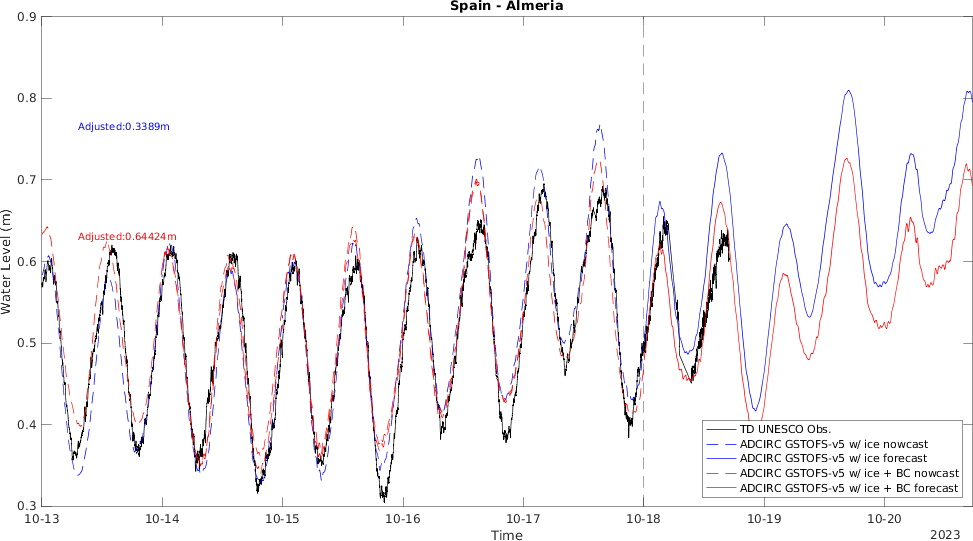 Spain - Almeria
0.9
0.8
0.7
0.6
0.5
0.4
0.3
Water Level (m)
Adjusted:0.3389m
Adjusted:0.64424m
TD UNESCO Obs.
ADCIRC GSTOFS-v5 w/ ice nowcast
ADCIRC GSTOFS-v5 w/ ice forecast
ADCIRC GSTOFS-v5 w/ ice + BC nowcast
ADCIRC GSTOFS-v5 w/ ice + BC forecast
10-13 10-14 10-15 10-16 10-17 10-18 10-19 10-20
Time
2023